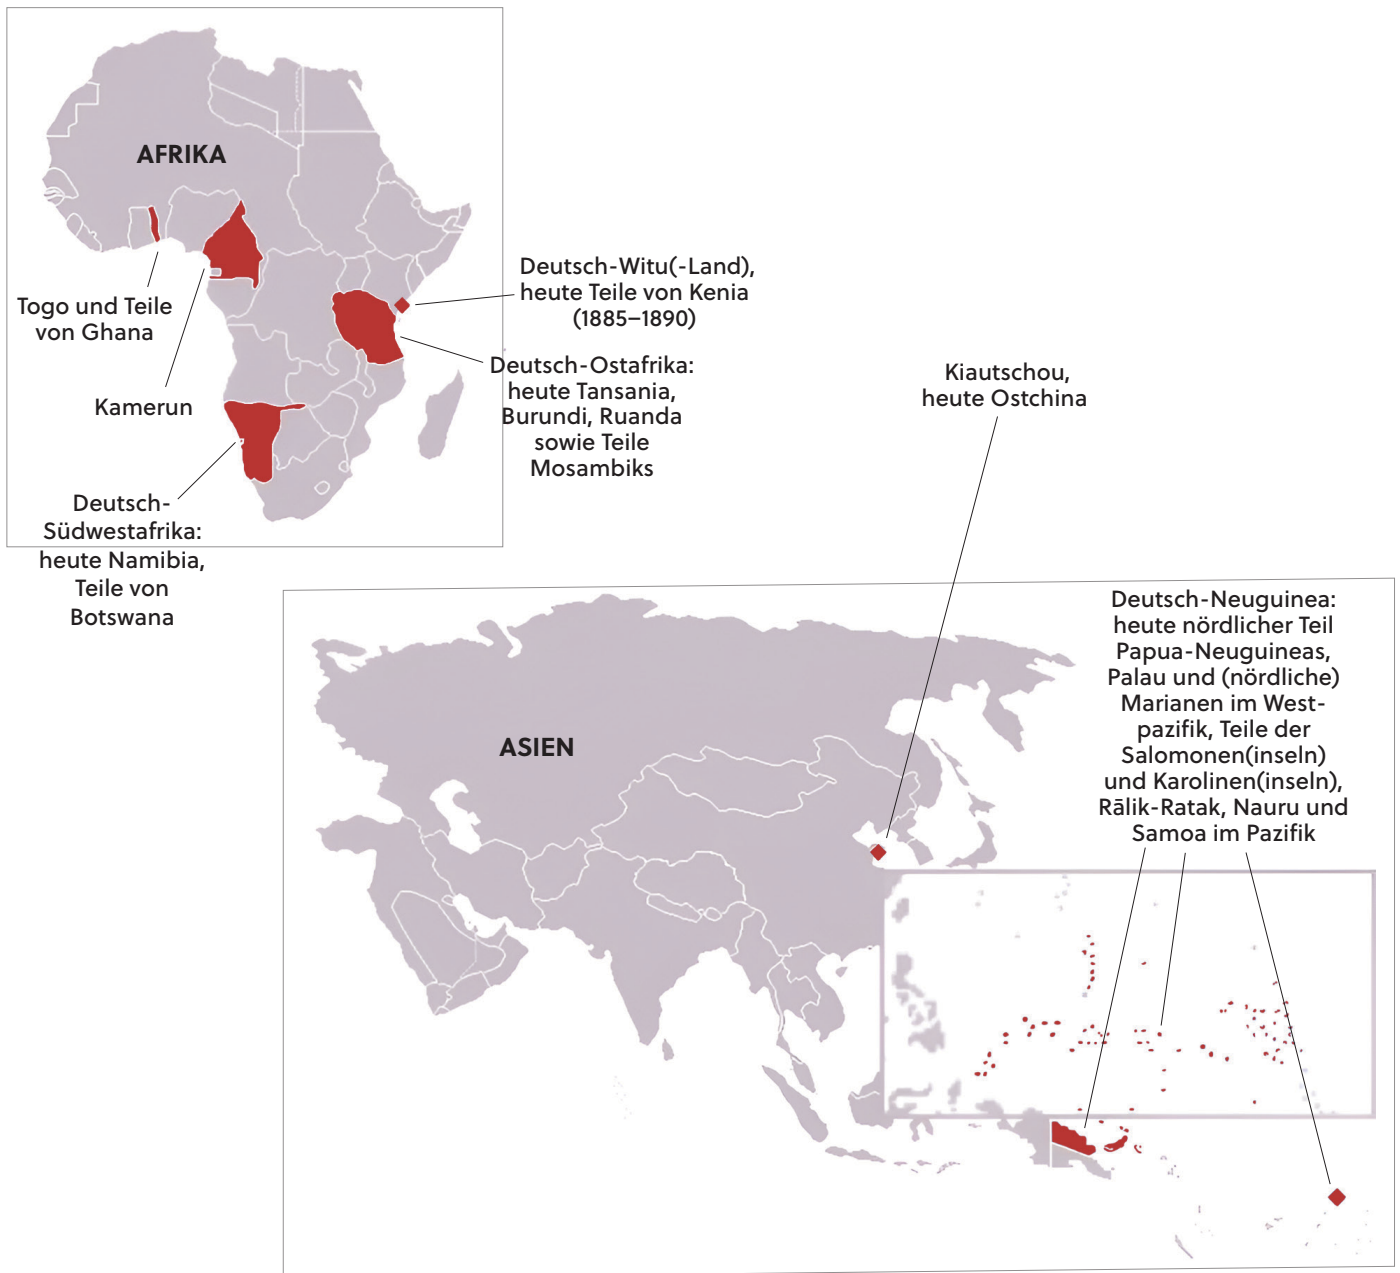 AFRIKA
Togo und Teile
von Ghana
Kamerun
Deutsch-
Südwestafrika:
heute Namibia,
Teile von
Botswana
Deutsch-Witu(-Land),
heute Teile von Kenia
(1885–1890)
Deutsch-Ostafrika:
heute Tansania,
Burundi, Ruanda
sowie Teile
Mosambiks
Kiautschou,
heute Ostchina
ASIEN
Deutsch-Neuguinea:
heute nördlicher Teil
Papua-Neuguineas,
Palau und (nördliche)
Marianen im West-
pazifik, Teile der
Salomonen(inseln)
und Karolinen(inseln),
Rālik-Ratak, Nauru und
Samoa im Pazifik